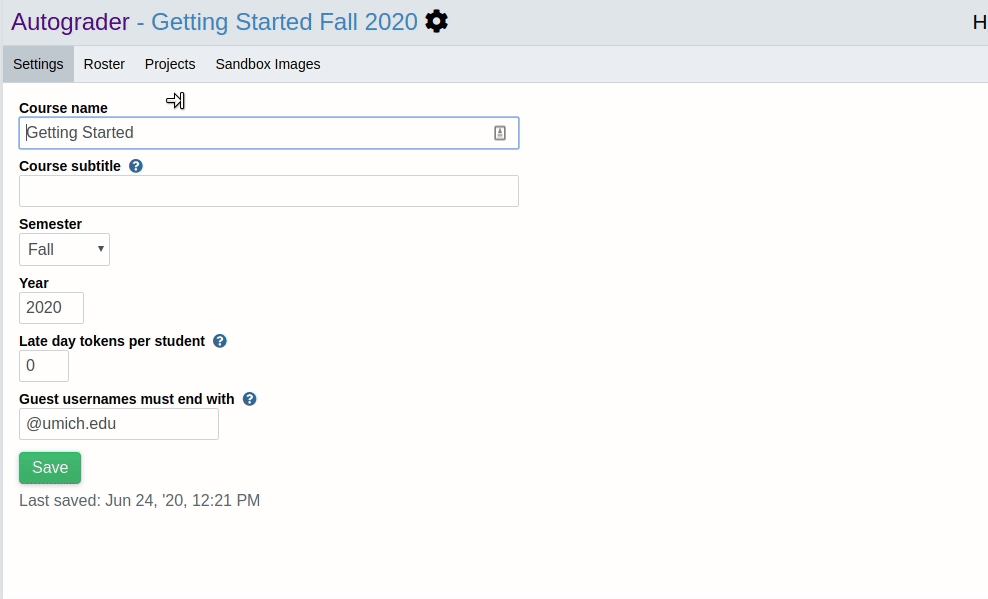 Autograder - Getting Started Fall 2020
H
Settings Roster Projects Sandbox Images
Course name
Getting Started
Course subtitle ?
Semester
Fall
Year
2020
Late day tokens per student ?
0
Guest usernames must end with ?
@umich.edu
Save
Last saved: Jun 24, '20, 12:21 PM